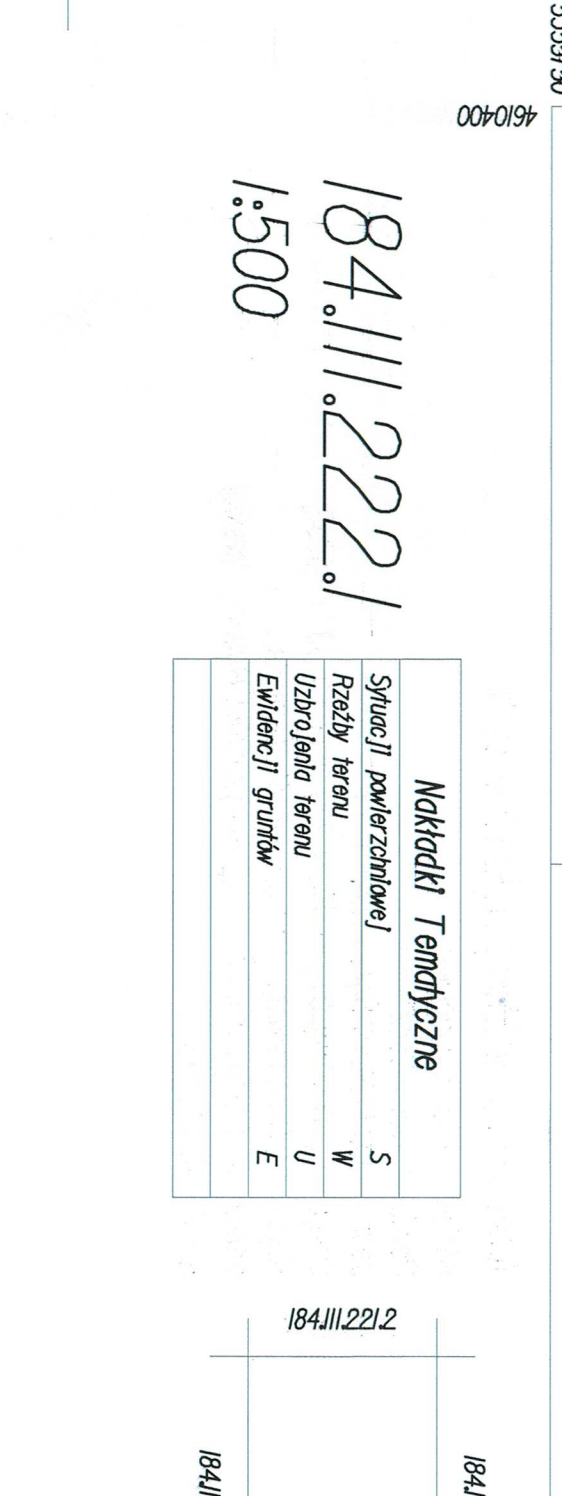 4610400
184.111.222.1
1:500
Nakładki Tematyczne
Sytuacji powierzchniowej S
Rzeźby terenu W
Uzbrojenia terenu U
Ewidencji gruntów E
184.111.221.2